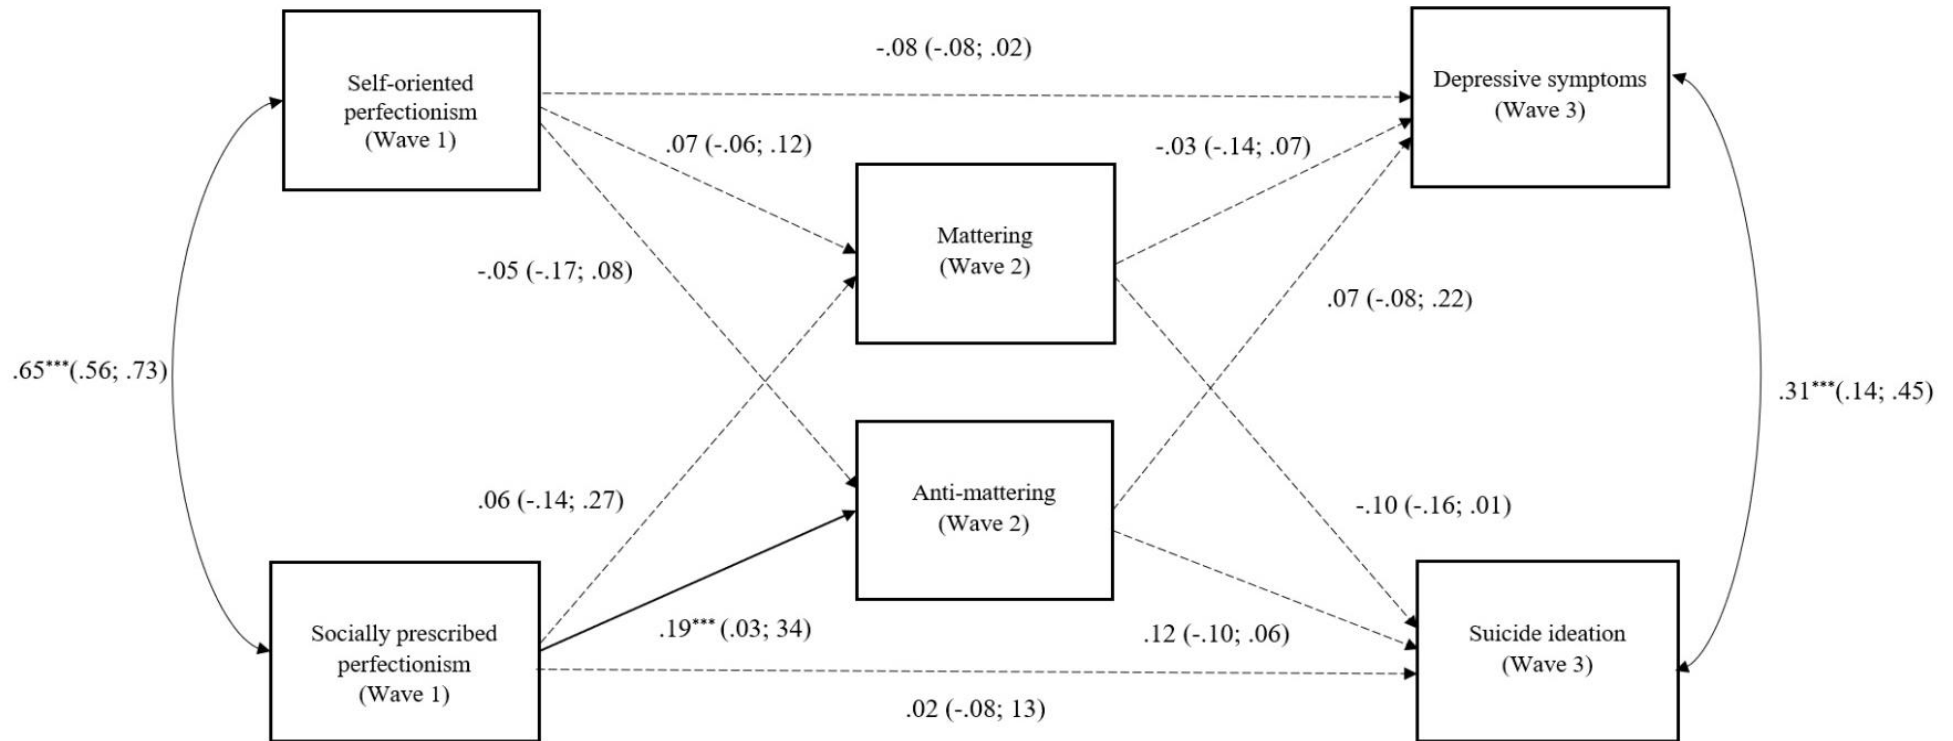 -.08 (-.08; .02)
Self-oriented
perfectionism
(Wave 1)
Depressive symptoms
(Wave 3)
.07 (-.06; .12)
-.03 (-.14; .07)
Mattering
(Wave 2)
-.05 (-.17; .08)
.07 (-.08; .22)
.65***(.56; .73)
.31***(.14; .45)
Anti-mattering
(Wave 2)
.06 (-.14; .27)
-.10 (-.16; .01)
.19*** (.03; 34)
.12 (-.10; .06)
Socially prescribed
perfectionism
(Wave 1)
Suicide ideation
(Wave 3)
.02 (-.08; 13)